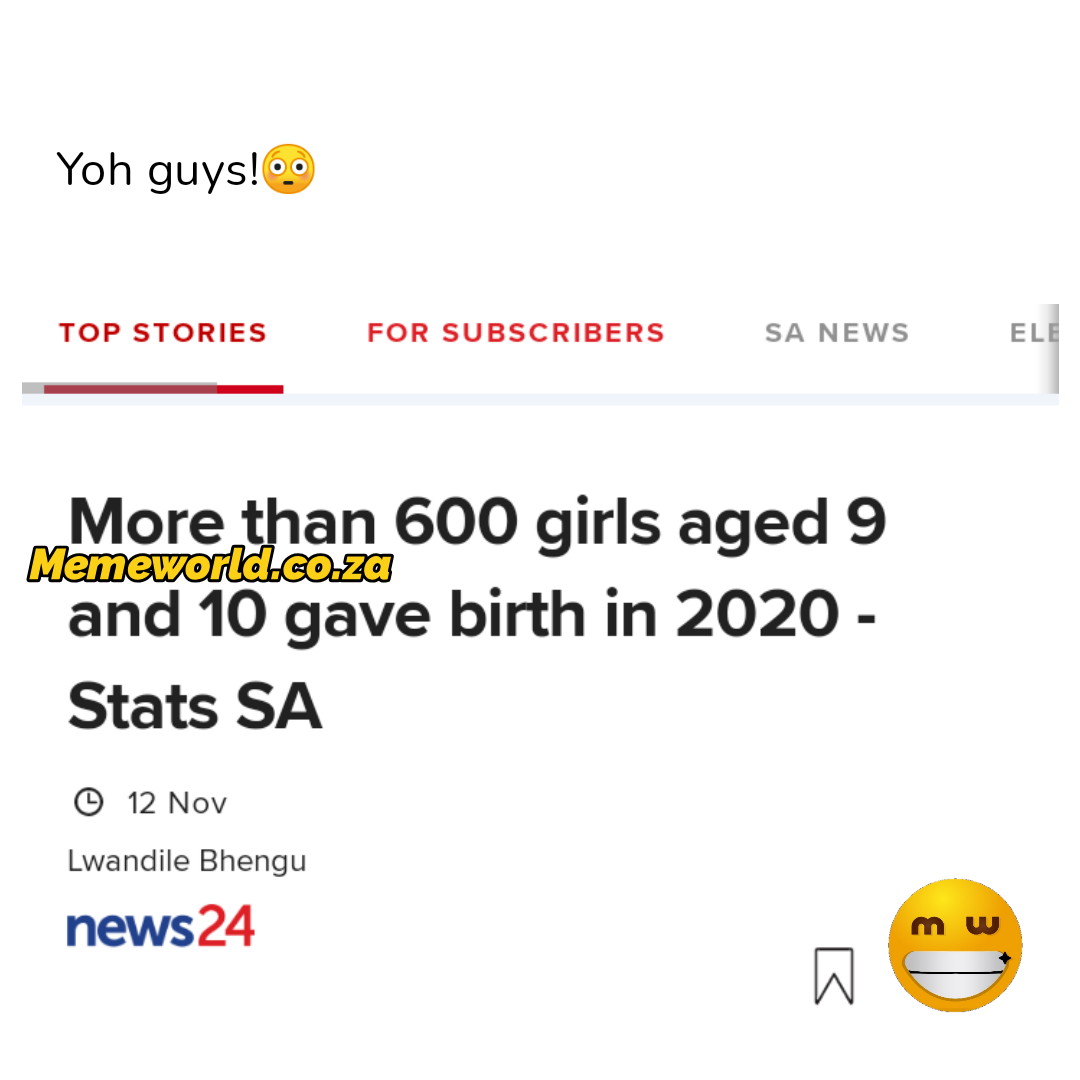 Yoh guys!😳
TOP STORIES FOR SUBSCRIBERS SA NEWS ELE
More than 600 girls aged 9
Memeworld.co.za
and 10 gave birth in 2020 -
Stats SA
12 Nov
Lwandile Bhengu
news24
m w